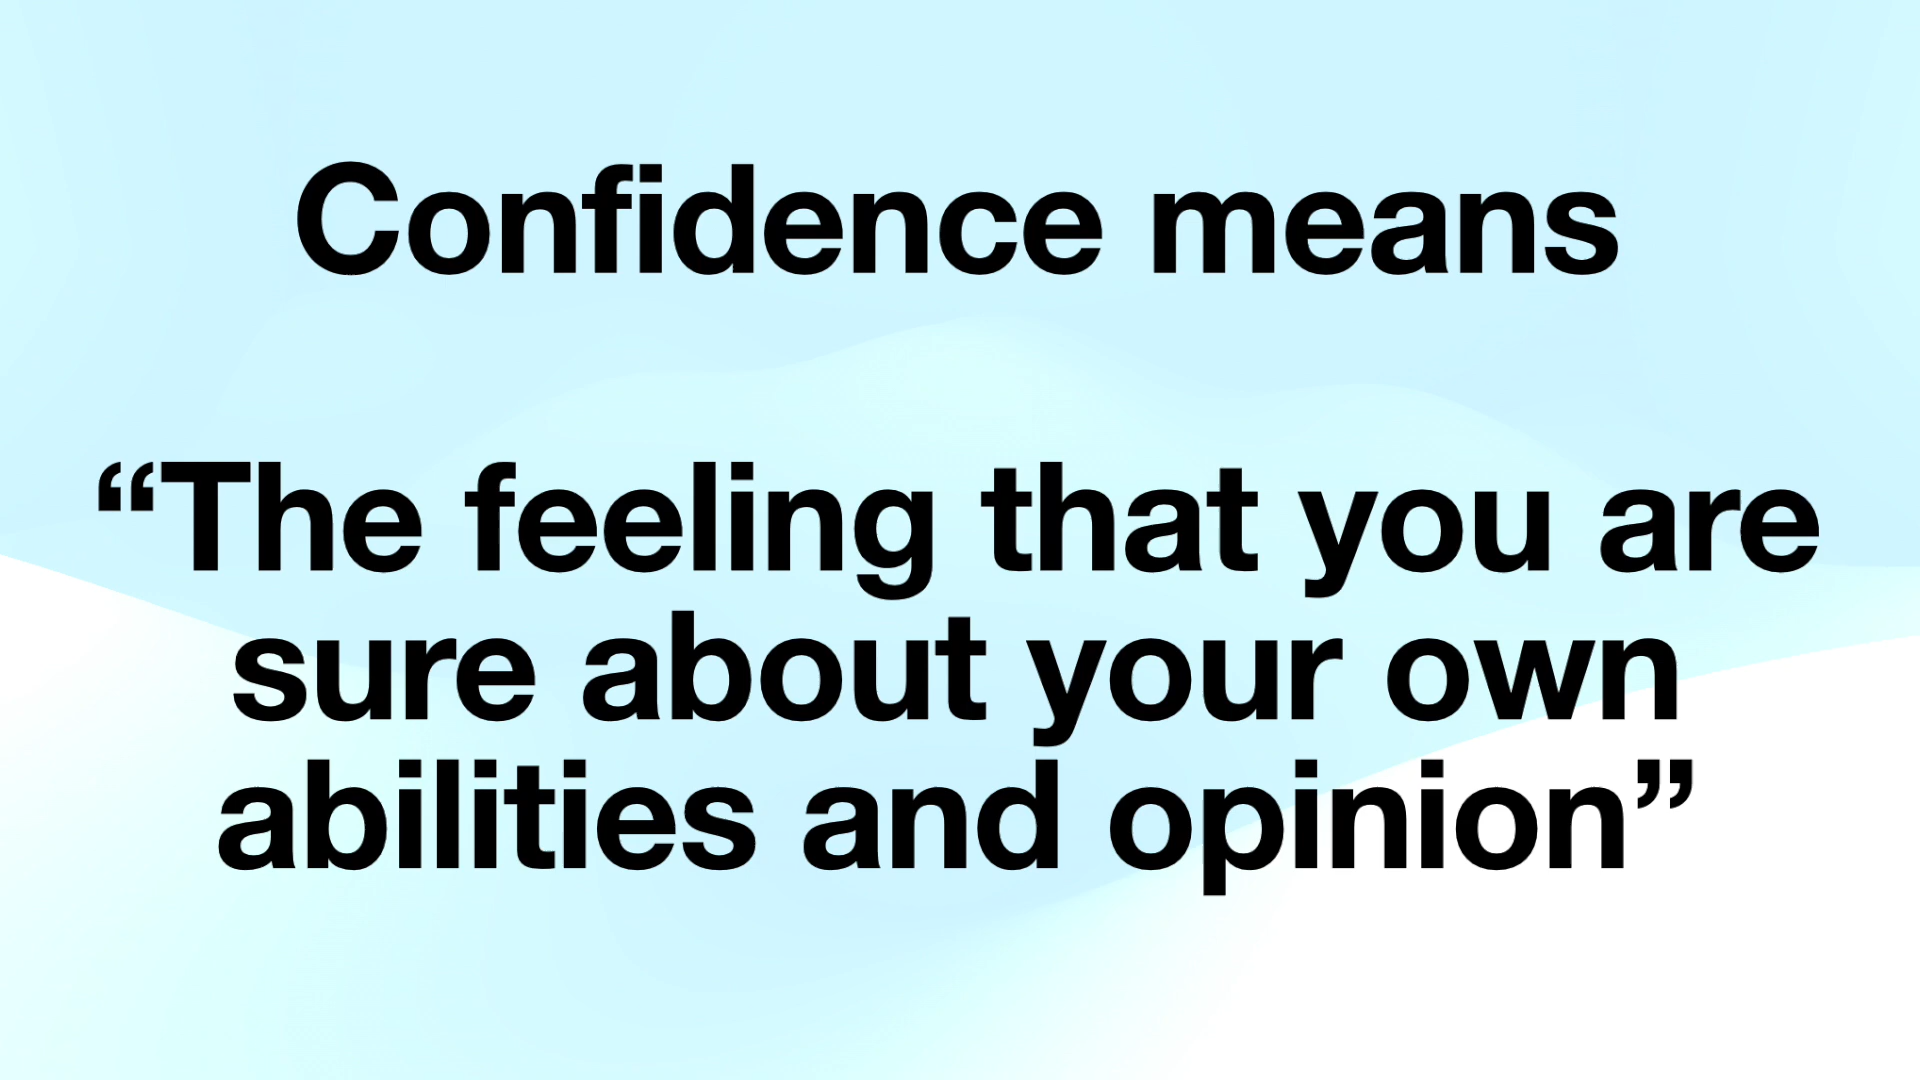 Confidence means
“The feeling that you are
sure about your own
abilities and opinion”